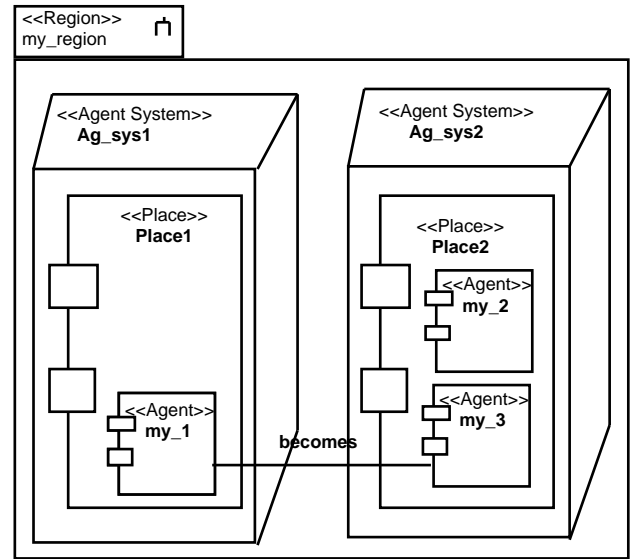 <<Region>>
my_region
<<Agent System>>
Ag_sys1
<<Agent System>>
Ag_sys2
<<Place>>
Place1
<<Place>>
Place2
<<Agent>>
my_2
<<Agent>>
my_1
<<Agent>>
my_3
becomes